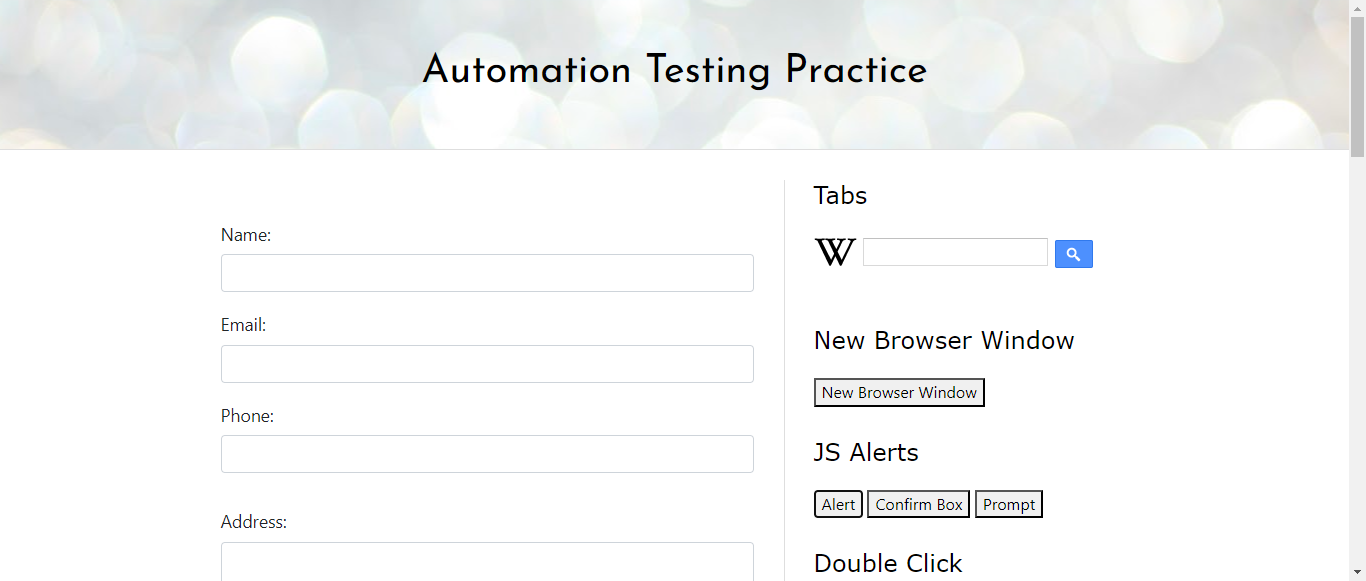 Automation Testing Practice
Name:
Email:
Phone:
Address:
Tabs
W
New Browser Window
New Browser Window
JS Alerts
Alert Confirm Box Prompt
Double Click